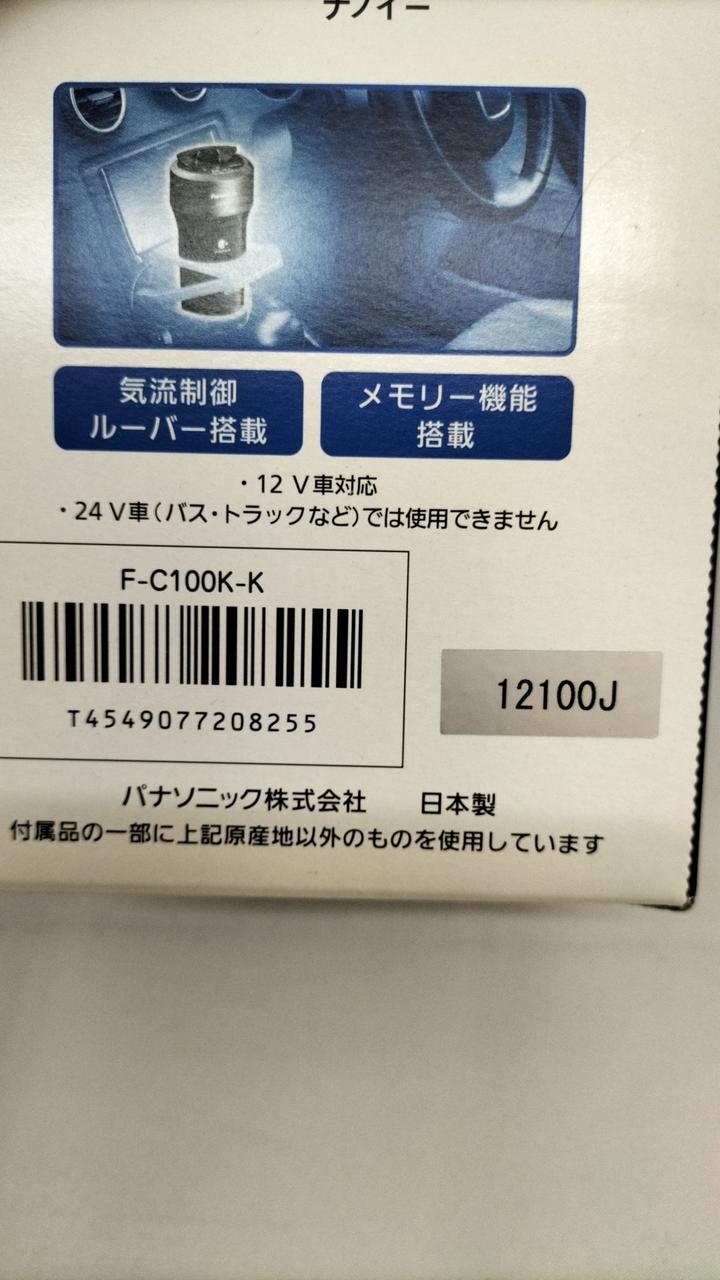 ナノイー
気流制御
ルーバー搭載
メモリー機能
搭載
・12 V車対応
・24 V車（バス・トラックなど）では使用できません
F-C100K-K
T4549077208255
12100J
パナソニック株式会社 日本製
付属品の一部に上記原産地以外のものを使用しています